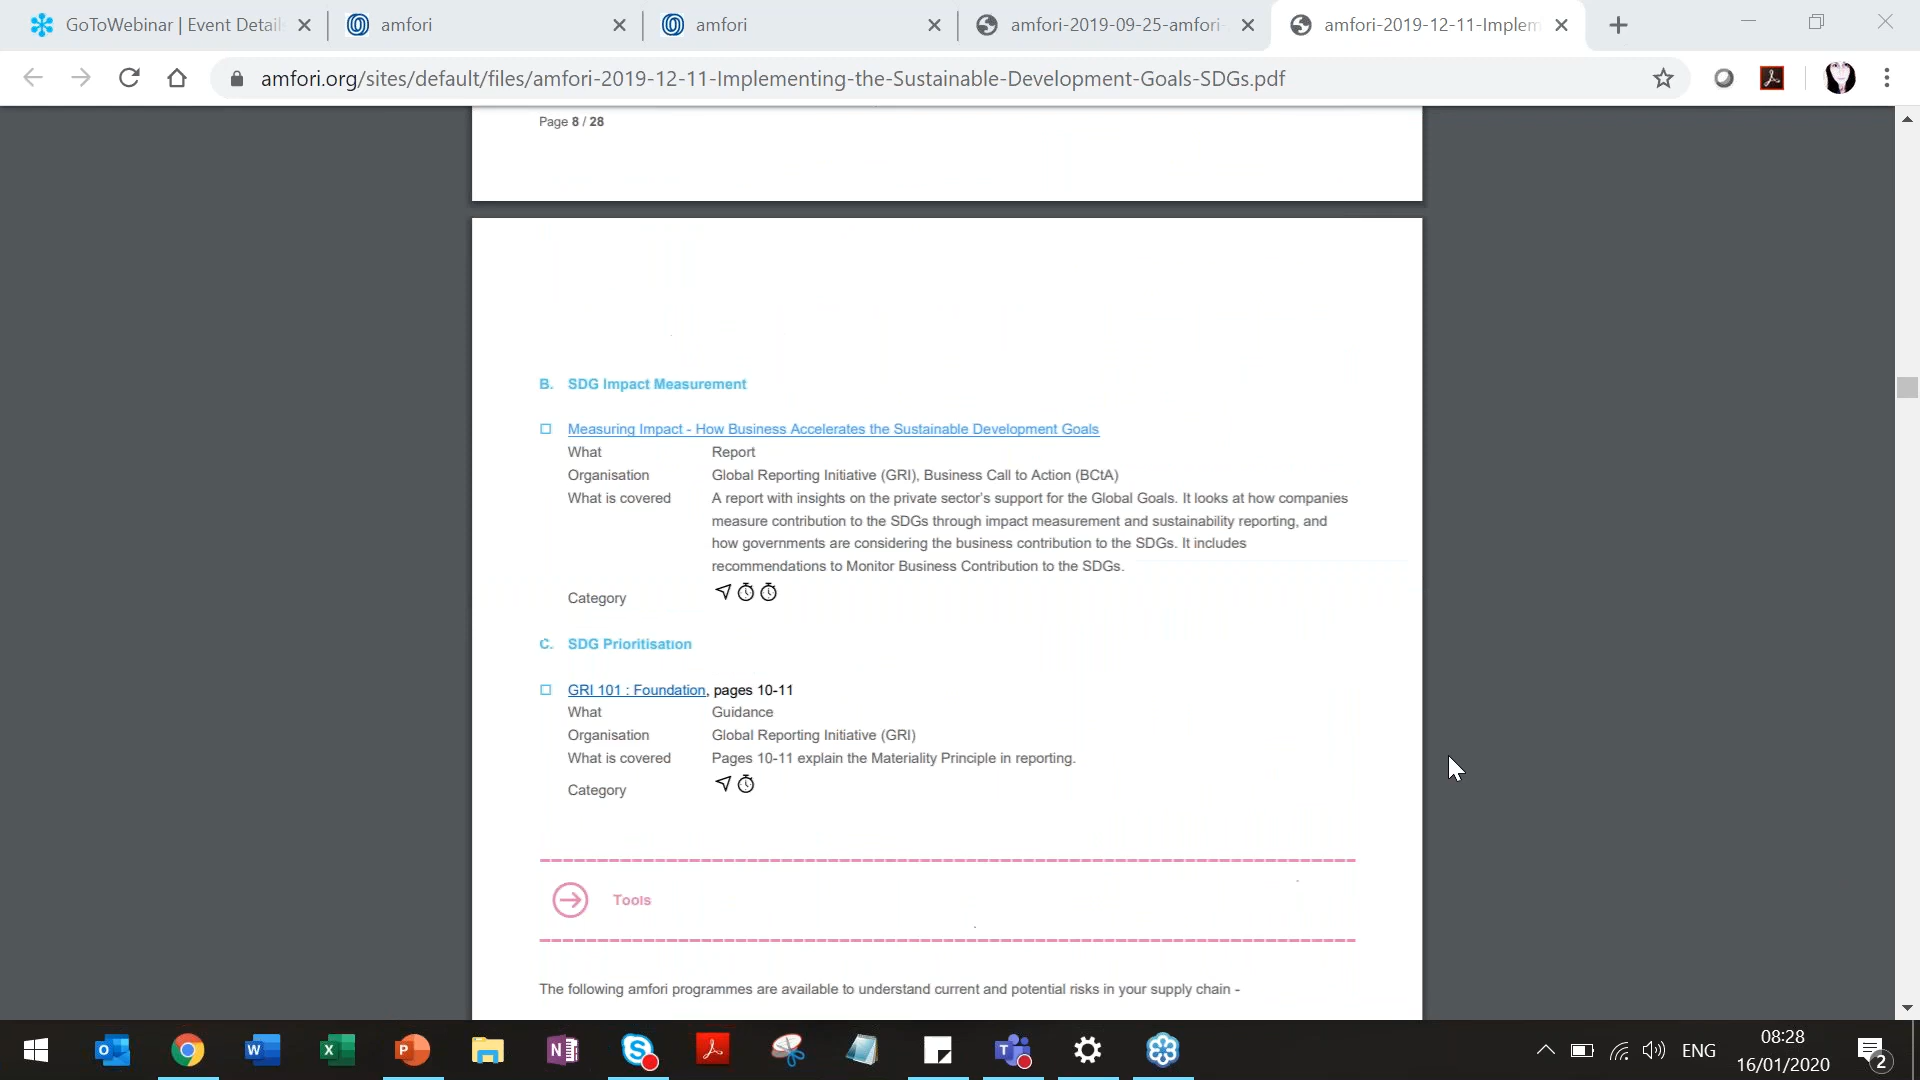 GoToWebinar | Event Details
amfori
amfori
amfori-2019-09-25-amfori-
amfori-2019-12-11-Implem
amfori.org/sites/default/files/amfori-2019-12-11-Implementing-the-Sustainable-Development-Goals-SDGs.pdf
Page 8 / 28
B. SDG Impact Measurement
Measuring Impact - How Business Accelerates the Sustainable Development Goals
What Report
Organisation Global Reporting Initiative (GRI), Business Call to Action (BCtA)
What is covered A report with insights on the private sector's support for the Global Goals. It looks at how companies
measure contribution to the SDGs through impact measurement and sustainability reporting, and
how governments are considering the business contribution to the SDGs. It includes
recommendations to Monitor Business Contribution to the SDGs.
Category
C. SDG Prioritisation
GRI 101 : Foundation, pages 10-11
What Guidance
Organisation Global Reporting Initiative (GRI)
What is covered Pages 10-11 explain the Materiality Principle in reporting.
Category
Tools
The following amfori programmes are available to understand current and potential risks in your supply chain -
ENG
08:28
16/01/2020
2